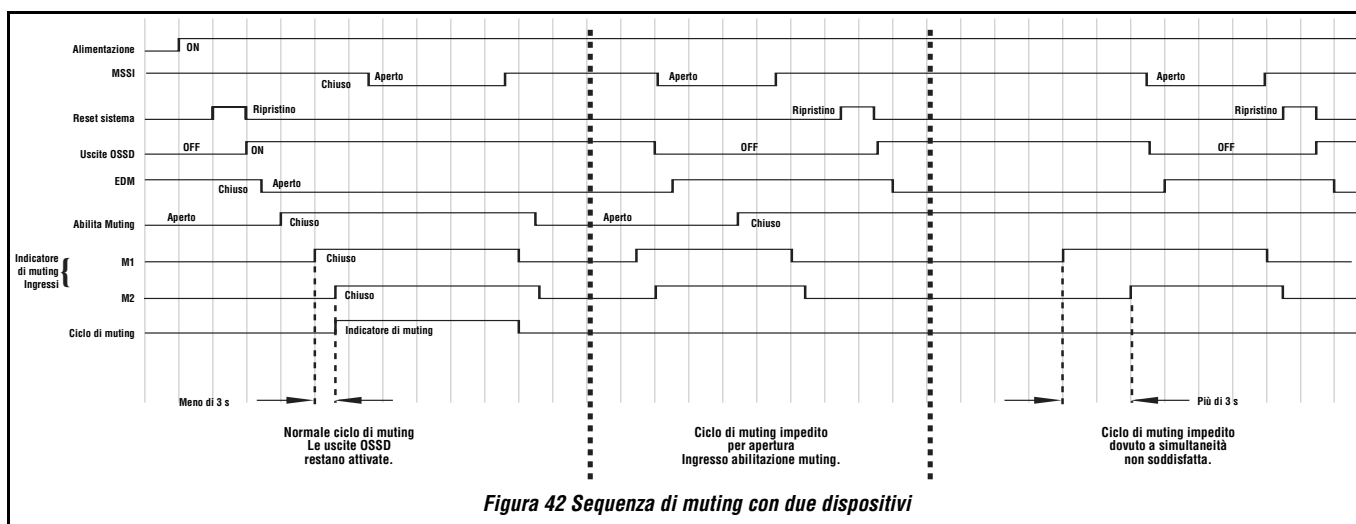 Alimentazione
ON
MSSI
Chiuso
Aperto
Aperto
Aperto
Reset sistema
Ripristino
Ripristino
Ripristino
Uscite OSSD
OFF
ON
OFF
OFF
EDM
Chiuso
Aperto
Abilita Muting
Aperto
Chiuso
Aperto
Chiuso
Indicatore
di muting
Ingressi
{
M1
Chiuso
M2
Chiuso
Ciclo di muting
Indicatore di muting
Meno di 3 s
Più di 3 s
Normale ciclo di muting
Le uscite OSSD
restano attivate.
Ciclo di muting impedito
per apertura
Ingresso abilitazione muting.
Ciclo di muting impedito
dovuto a simultaneità
non soddisfatta.
Figura 42 Sequenza di muting con due dispositivi